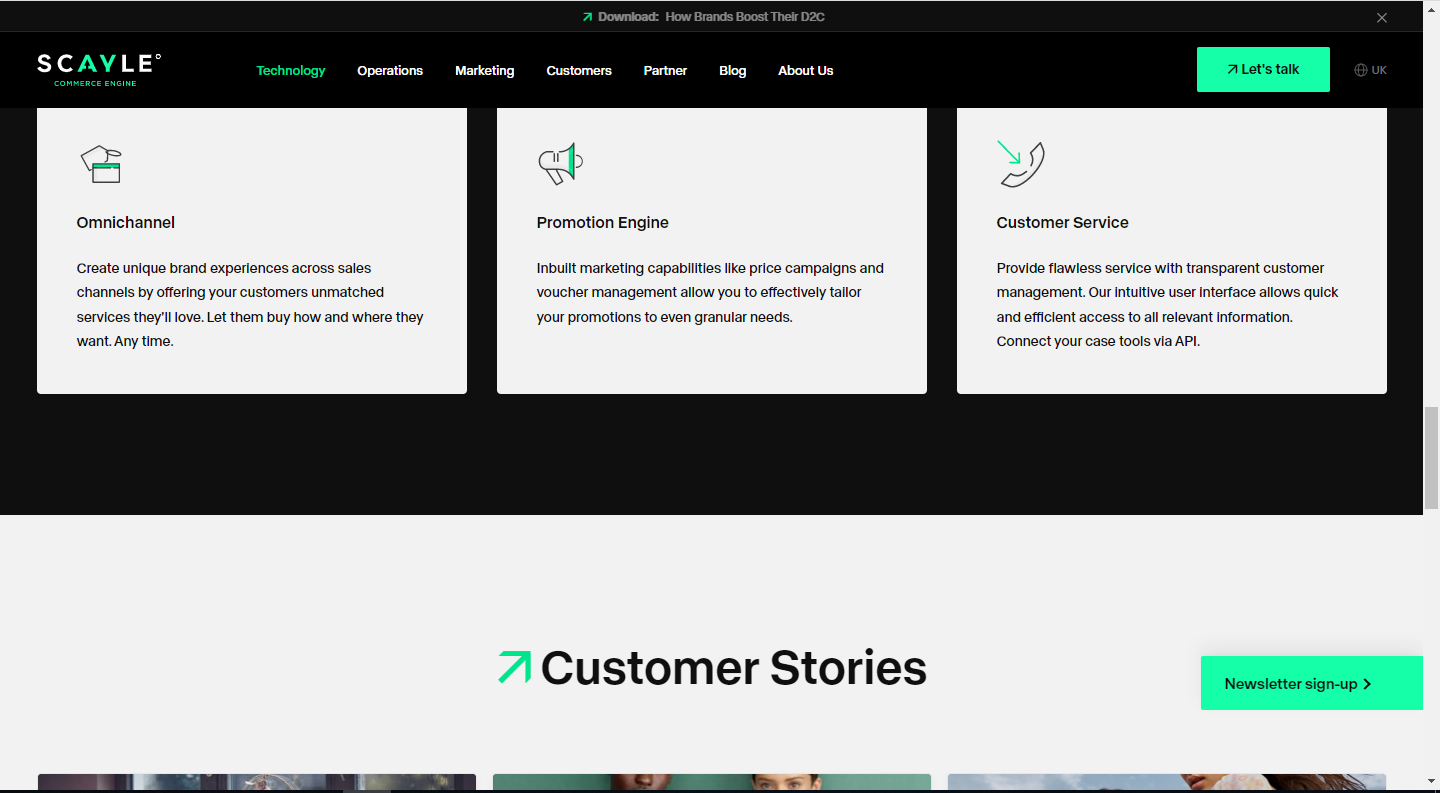 Download: How Brands Boost Their D2C
SCAYLE
COMMERCE ENGINE
Technology
Operations
Marketing
Customers
Partner
Blog
About Us
Let's talk
UK
Omnichannel
Create unique brand experiences across sales
channels by offering your customers unmatched
services they'll love. Let them buy how and where they
want. Any time.
Promotion Engine
Inbuilt marketing capabilities like price campaigns and
voucher management allow you to effectively tailor
your promotions to even granular needs.
Customer Service
Provide flawless service with transparent customer
management. Our intuitive user interface allows quick
and efficient access to all relevant information.
Connect your case tools via API.
Customer Stories
Newsletter sign-up